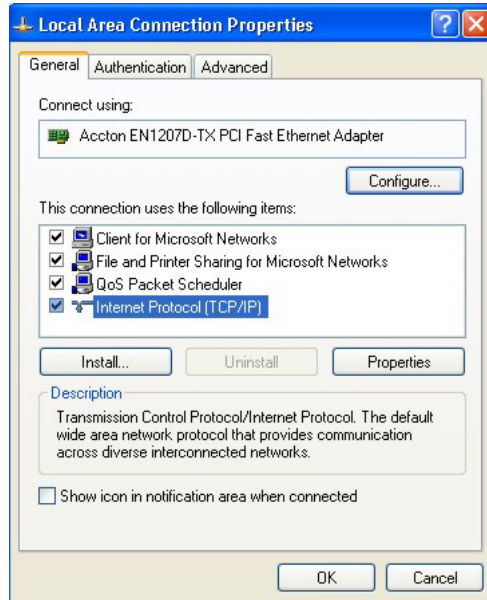 Local Area Connection Properties
General Authentication Advanced
Connect using:
Accton EN1207D-TX PCI Fast Ethernet Adapter
Configure...
This connection uses the following items:
Client for Microsoft Networks
File and Printer Sharing for Microsoft Networks
QoS Packet Scheduler
Internet Protocol (TCP/IP)
Install... Uninstall Properties
Description
Transmission Control Protocol/Internet Protocol. The default
wide area network protocol that provides communication
across diverse interconnected networks.
Show icon in notification area when connected
OK Cancel